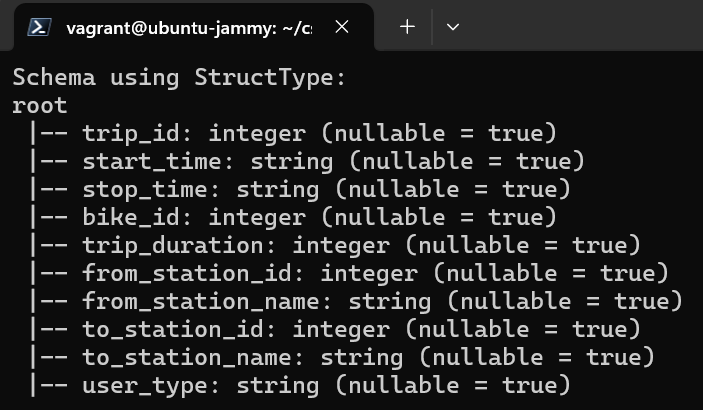 vagrant@ubuntu-jammy: ~/c
Schema using StructType:
root
|-- trip_id: integer (nullable = true)
|-- start_time: string (nullable = true)
|-- stop_time: string (nullable = true)
|-- bike_id: integer (nullable = true)
|-- trip_duration: integer (nullable = true)
|-- from_station_id: integer (nullable = true)
|-- from_station_name: string (nullable = true)
|-- to_station_id: integer (nullable = true)
|-- to_station_name: string (nullable = true)
|-- user_type: string (nullable = true)